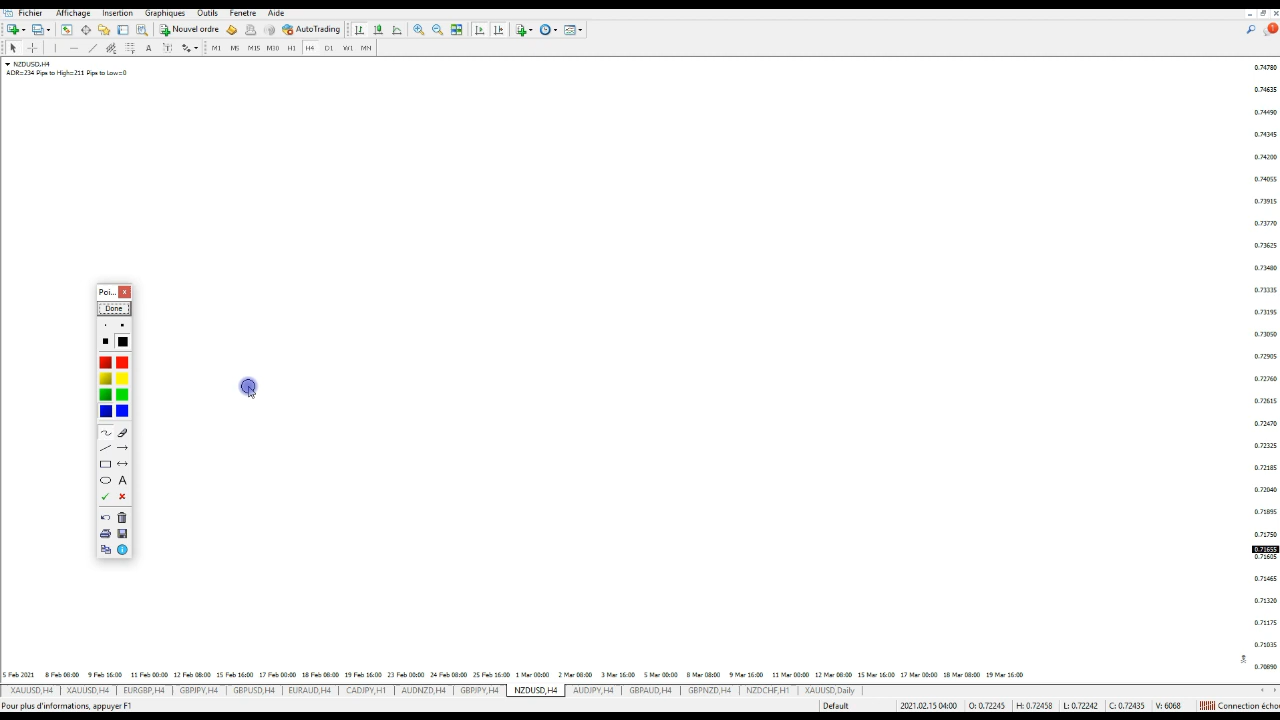 Fichier Affichage Insertion Graphiques Outils Fenetre Aide
Nouvel ordre AutoTrading
A T M1 M5 M15 M30 H1 H4 D1 W1 MN
NZDUSD,H4
ADR=234 Pips to High=211 Pips to Low=0
0.74780
0.74635
0.74490
0.74345
0.74200
0.74055
0.73915
0.73770
0.73625
0.73480
0.73335
0.73195
0.73050
0.72905
0.72760
0.72615
0.72470
0.72325
0.72185
0.72040
0.71895
0.71750
0.71655
0.71605
0.71465
0.71320
0.71175
0.71035
0.70890
Poi...
Done
A
5 Feb 2021 8 Feb 08:00 9 Feb 16:00 11 Feb 00:00 12 Feb 08:00 15 Feb 16:00 17 Feb 00:00 18 Feb 08:00 19 Feb 16:00 23 Feb 00:00 24 Feb 08:00 25 Feb 16:00 1 Mar 00:00 2 Mar 08:00 3 Mar 16:00 5 Mar 00:00 8 Mar 08:00 9 Mar 16:00 11 Mar 00:00 12 Mar 08:00 15 Mar 16:00 17 Mar 00:00 18 Mar 08:00 19 Mar 16:00
XAUUSD,H4 XAUUSD,H4 EURGBP,H4 GBPJPY,H4 GBPUSD,H4 EURAUD,H4 CADJPY,H1 AUDNZD,H4 GBPJPY,H4 NZDUSD,H4 AUDJPY,H4 GBPAUD,H4 GBPNZD,H4 NZDCHF,H1 XAUUSD,Daily
Pour plus d'informations, appuyer F1 Default 2021.02.15 04:00 O: 0.72245 H: 0.72458 L: 0.72242 C: 0.72435 V: 6068 Connection écho